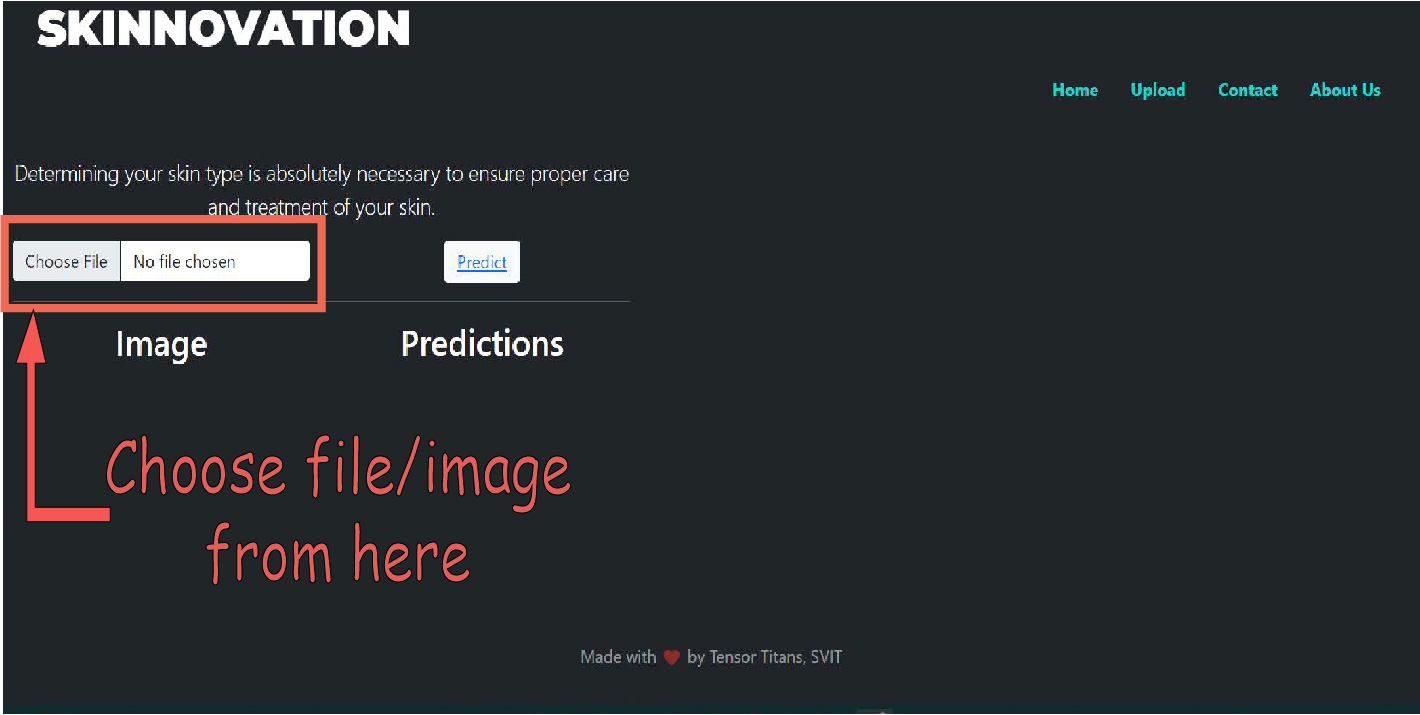 SKINNOVATION
Home Upload Contact About Us
Determining your skin type is absolutely necessary to ensure proper care
and treatment of your skin.
Choose File No file chosen Predict
Image Predictions
Choose file/image
from here
Made with ❤ by Tensor Titans, SVIT